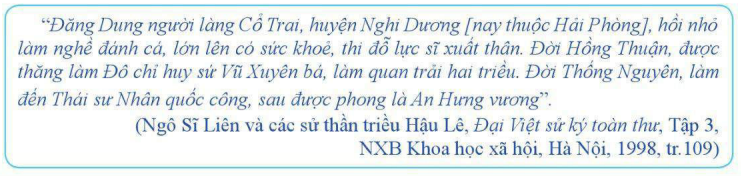 “Đăng Dung người làng Cổ Trai, huyện Nghi Dương [nay thuộc Hải Phòng], hồi nhỏ
làm nghề đánh cá, lớn lên có sức khoẻ, thi đỗ lực sĩ xuất thân. Đời Hồng Thuận, được
thăng làm Đô chỉ huy sứ Vũ Xuyên bá, làm quan trải hai triều. Đời Thống Nguyên, làm
đến Thái sư Nhân quốc công, sau được phong là An Hưng vương”.
(Ngô Sĩ Liên và các sử thần triều Hậu Lê, Đại Việt sử ký toàn thư, Tập 3,
NXB Khoa học xã hội, Hà Nội, 1998, tr.109)